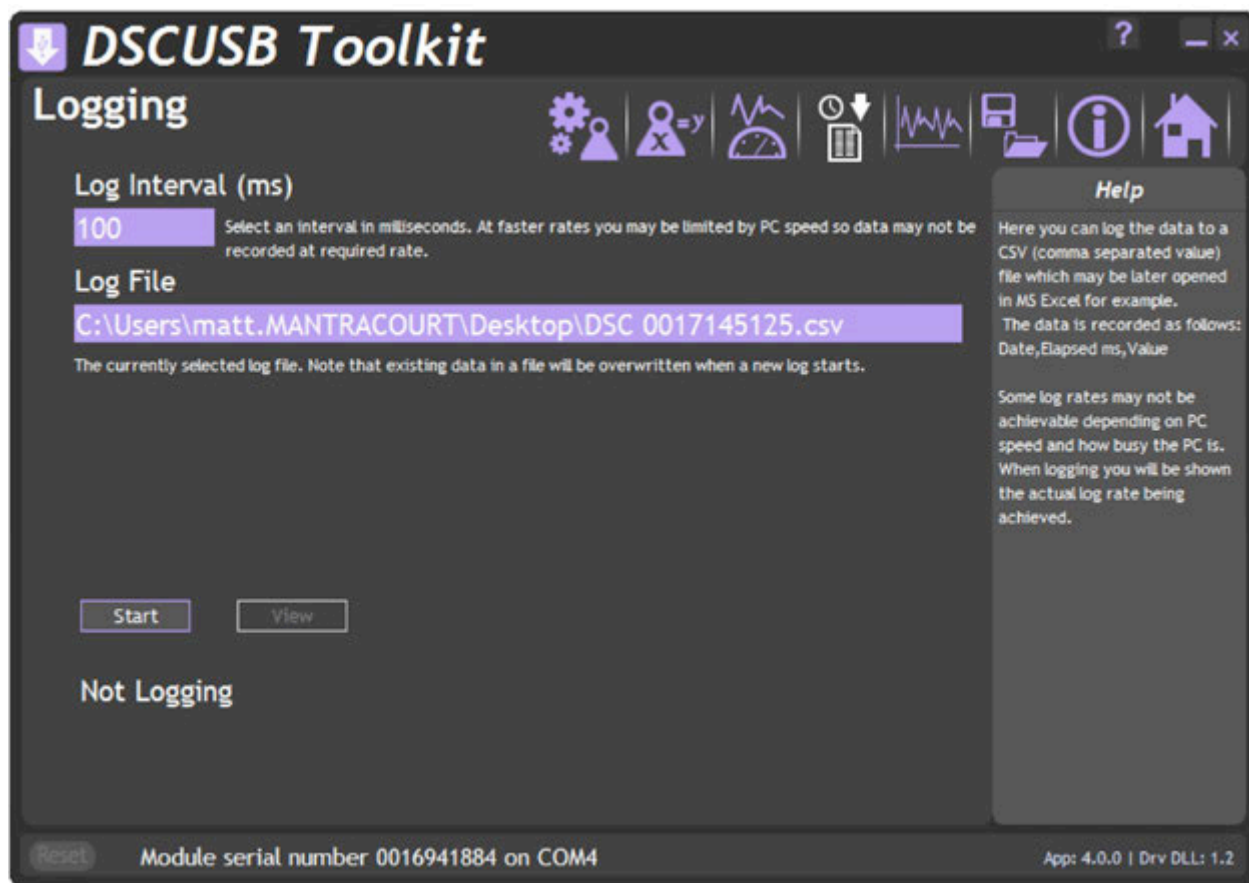 DSCUSB Toolkit
?
Logging
x=y
Log Interval (ms)
100
Select an interval in milliseconds. At faster rates you may be limited by PC speed so data may not be
recorded at required rate.
Log File
C:\Users\matt.MANTRACOURT\Desktop\DSC 0017145125.csv
The currently selected log file. Note that existing data in a file will be overwritten when a new log starts.
Start
View
Not Logging
Help
Here you can log the data to a
CSV (comma separated value)
file which may be later opened
in MS Excel for example.
The data is recorded as follows:
Date,Elapsed ms,Value
Some log rates may not be
achievable depending on PC
speed and how busy the PC is.
When logging you will be shown
the actual log rate being
achieved.
Reset
Module serial number 0016941884 on COM4
App: 4.0.0 | Drv DLL: 1.2